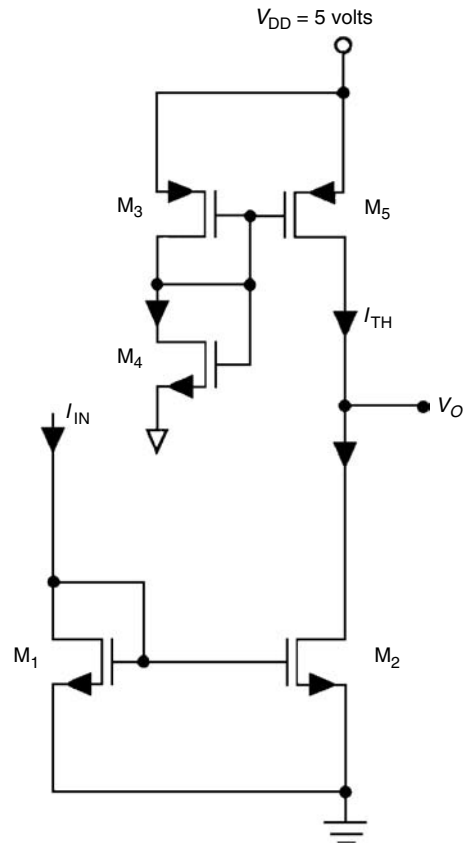 V_DD = 5 volts
M_3
M_5
I_TH
M_4
V_O
I_IN
M_1
M_2